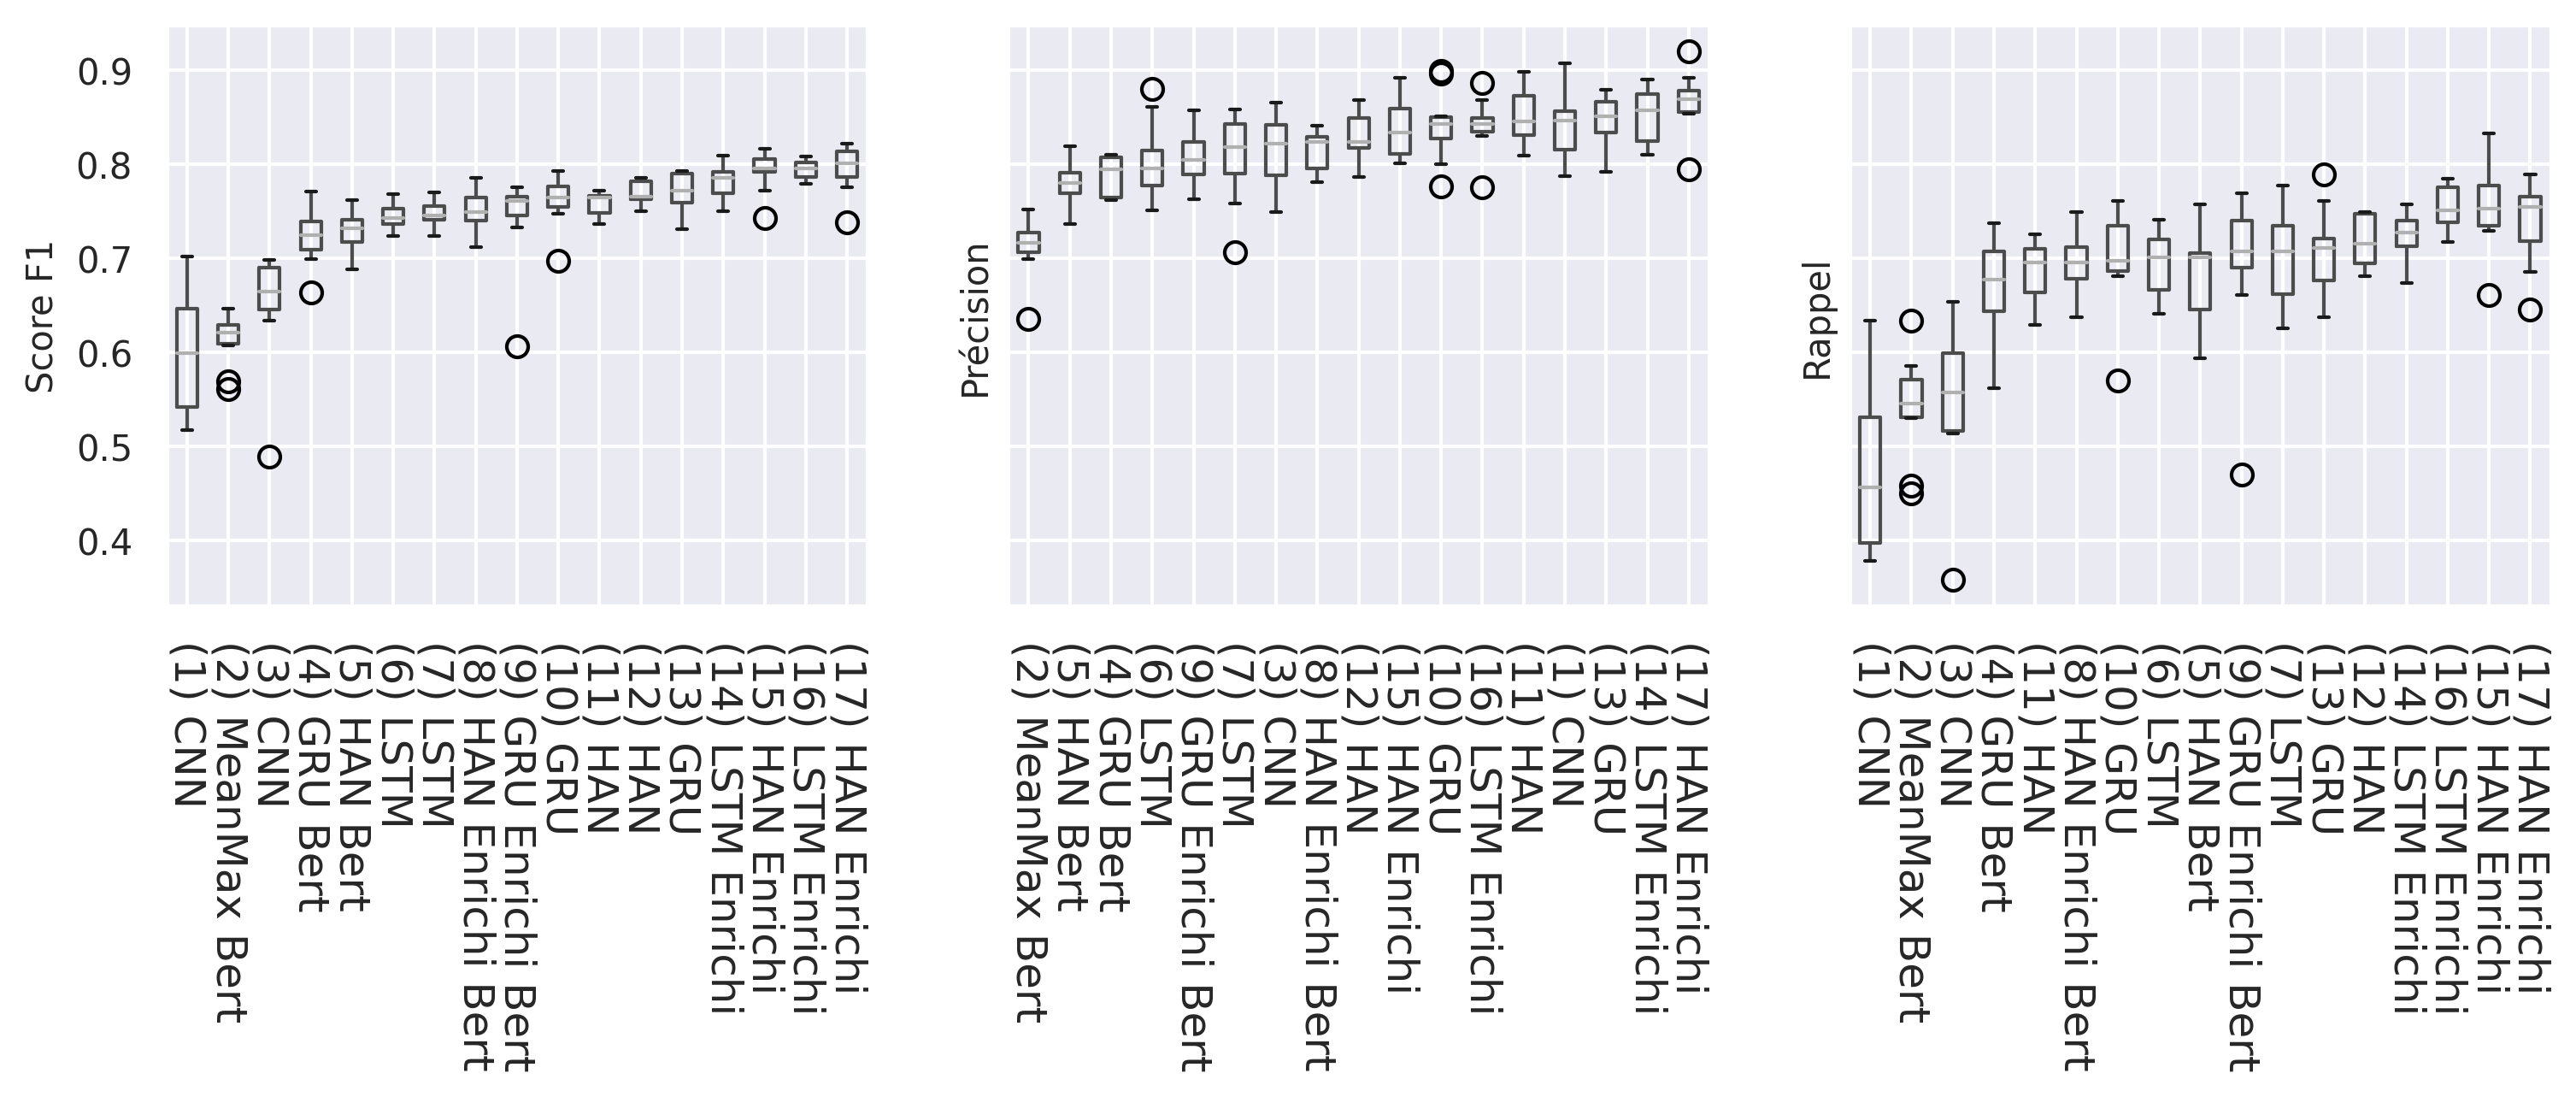 Score F1
0.9
0.8
0.7
0.6
0.5
0.4
(1) CNN
(2) MeanMax Bert
(3) CNN
(4) GRU Bert
(5) HAN Bert
(6) LSTM
(7) LSTM
(8) HAN Enrichi Bert
(9) GRU Enrichi Bert
(10) GRU
(11) HAN
(12) HAN
(13) GRU
(14) LSTM Enrichi
(15) HAN Enrichi
(16) LSTM Enrichi
(17) HAN Enrichi
Précision
(2) MeanMax Bert
(5) HAN Bert
(4) GRU Bert
(6) LSTM
(9) GRU Enrichi Bert
(7) LSTM
(3) CNN
(8) HAN Enrichi Bert
(12) HAN
(15) HAN Enrichi
(10) GRU
(16) LSTM Enrichi
(11) HAN
(1) CNN
(13) GRU
(14) LSTM Enrichi
(17) HAN Enrichi
Rappel
(1) CNN
(2) MeanMax Bert
(3) CNN
(4) GRU Bert
(11) HAN
(8) HAN Enrichi Bert
(10) GRU
(6) LSTM
(5) HAN Bert
(9) GRU Enrichi Bert
(7) LSTM
(13) GRU
(12) HAN
(14) LSTM Enrichi
(16) LSTM Enrichi
(15) HAN Enrichi
(17) HAN Enrichi